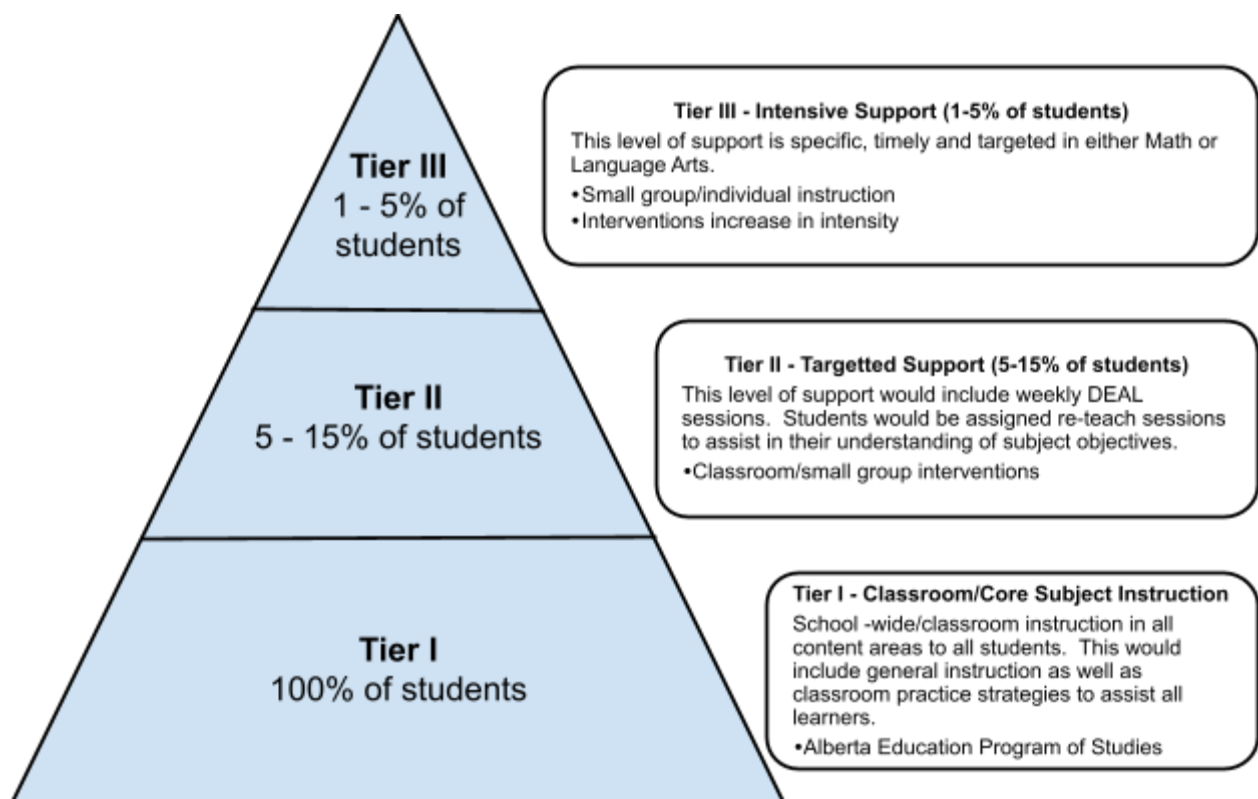 Tier III
1 - 5% of
students
Tier II
5 - 15% of students
Tier I
100% of students
Tier III - Intensive Support (1-5% of students)
This level of support is specific, timely and targeted in either Math or
Language Arts.
•Small group/individual instruction
•Interventions increase in intensity
Tier II - Targetted Support (5-15% of students)
This level of support would include weekly DEAL
sessions.  Students would be assigned re-teach sessions
to assist in their understanding of subject objectives.
•Classroom/small group interventions
Tier I - Classroom/Core Subject Instruction
School -wide/classroom instruction in all
content areas to all students.  This would
include general instruction as well as
classroom practice strategies to assist all
learners.
•Alberta Education Program of Studies